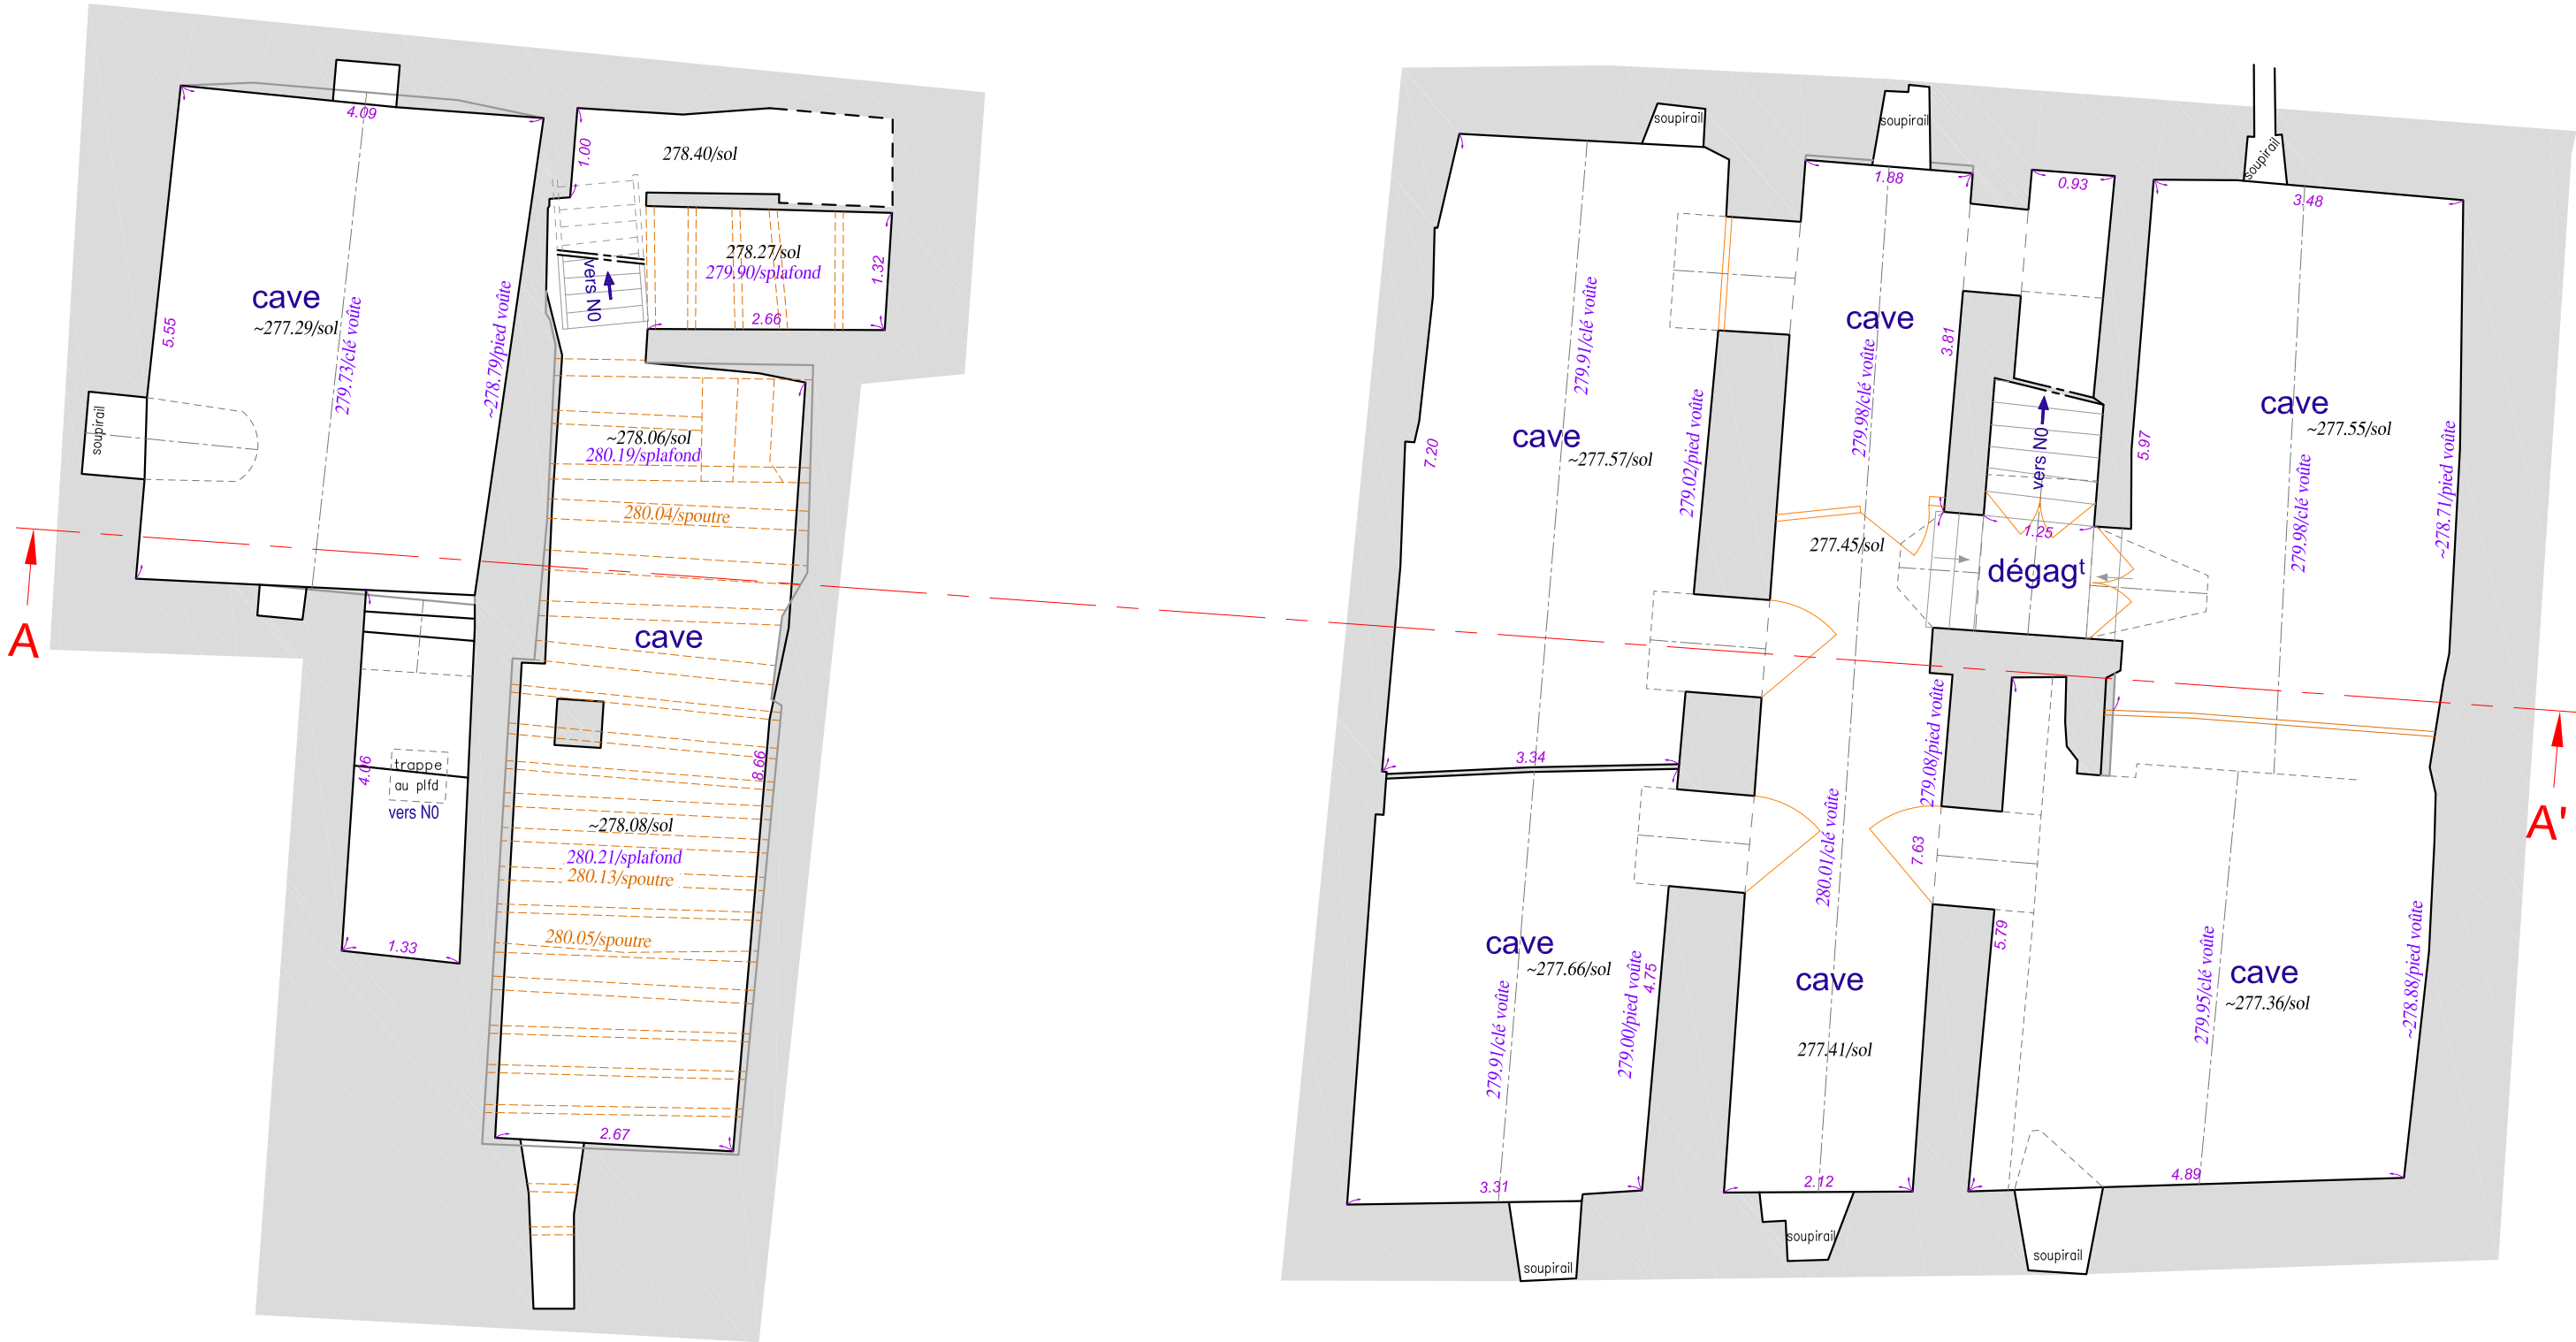 4.09
1.00
278.40/sol
278.27/sol
279.90/splafond
1.32
2.66
vers N0
cave
~277.29/sol
279.73/clé voûte
~278.79/pied voûte
5.55
soupirail
~278.06/sol
280.19/splafond
280.04/spoutre
A
cave
4.06
trappe
au plfd
vers N0
8.66
~278.08/sol
280.21/splafond
280.13/spoutre
280.05/spoutre
1.33
2.67
soupirail
soupirail
soupirail
1.88
0.93
3.48
279.91/clé voûte
cave
3.81
279.98/clé voûte
cave
~277.57/sol
7.20
279.02/pied voûte
vers N0
cave
~277.55/sol
5.97
279.98/clé voûte
~278.71/pied voûte
277.45/sol
1.25
dégagt
3.34
279.08/pied voûte
280.01/clé voûte
7.63
A'
cave
~277.66/sol
279.91/clé voûte
279.00/pied voûte
4.75
cave
277.41/sol
5.79
279.95/clé voûte
cave
~277.36/sol
~278.88/pied voûte
3.31
2.12
4.89
soupirail
soupirail
soupirail